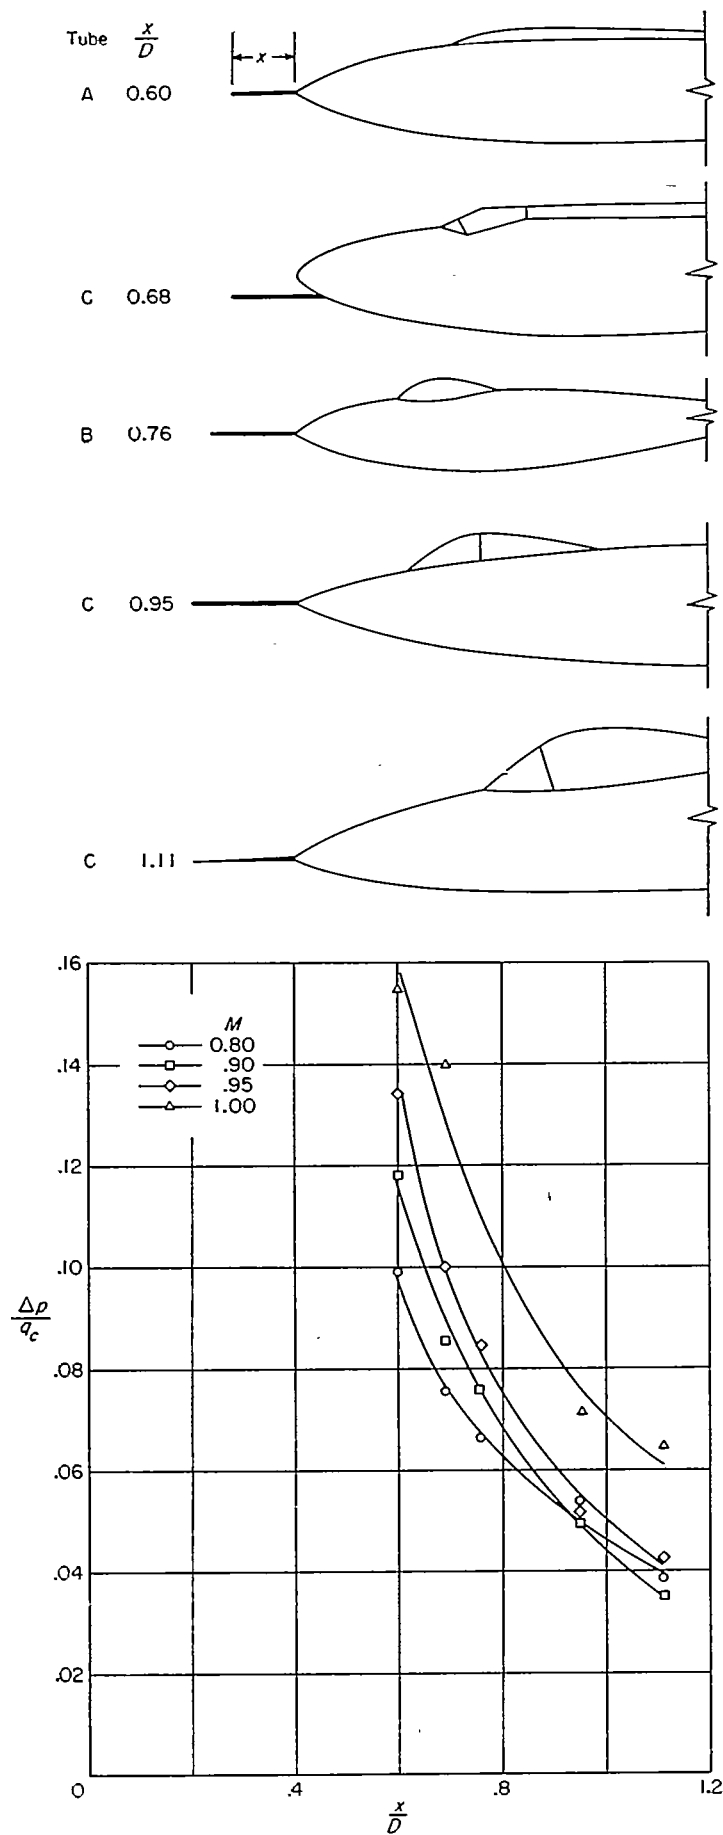 Tube x/D
x
A 0.60
C 0.68
B 0.76
C 0.95
C 1.11
.16
M
0.80
.90
.95
1.00
.14
.12
.10
Δp/qc
.08
.06
.04
.02
0 .4 .8 1.2
x/D